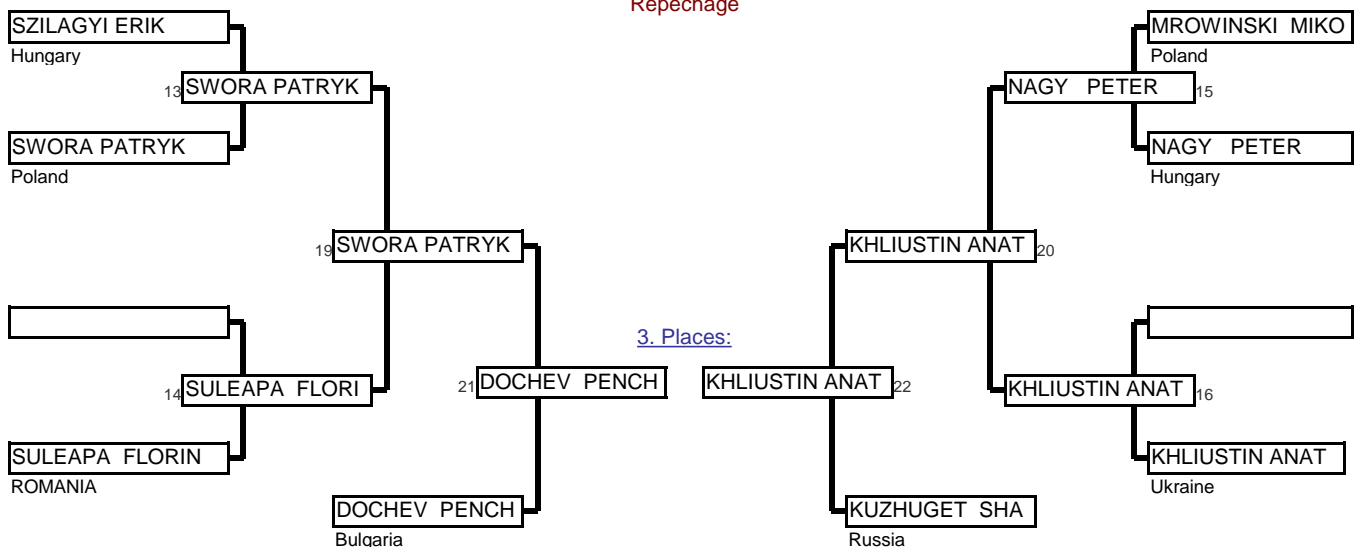 Repechage
SZILAGYI ERIK
Hungary
MROWINSKI MIKO
Poland
13 SWORA PATRYK
NAGY PETER 15
SWORA PATRYK
Poland
NAGY PETER
Hungary
19 SWORA PATRYK
KHLIUSTIN ANAT 20
3. Places:
14 SULEAPA FLORI
21 DOCHEV PENCH
KHLIUSTIN ANAT 22
KHLIUSTIN ANAT 16
SULEAPA FLORIN
ROMANIA
KHLIUSTIN ANAT
Ukraine
DOCHEV PENCH
Bulgaria
KUZHUGET SHA
Russia